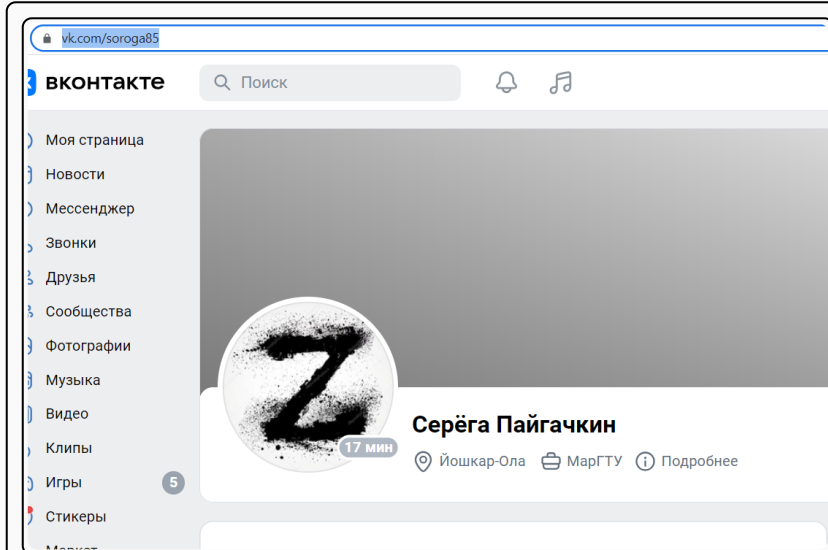 vk.com/soroga85
вконтакте
Поиск
Моя страница
Новости
Мессенджер
Звонки
Друзья
Сообщества
Фотографии
Музыка
Видео
Клипы
Игры 5
Стикеры
Маркет
Z
17 мин
Серёга Пайгачкин
Йошкар-Ола МарГТУ Подробнее